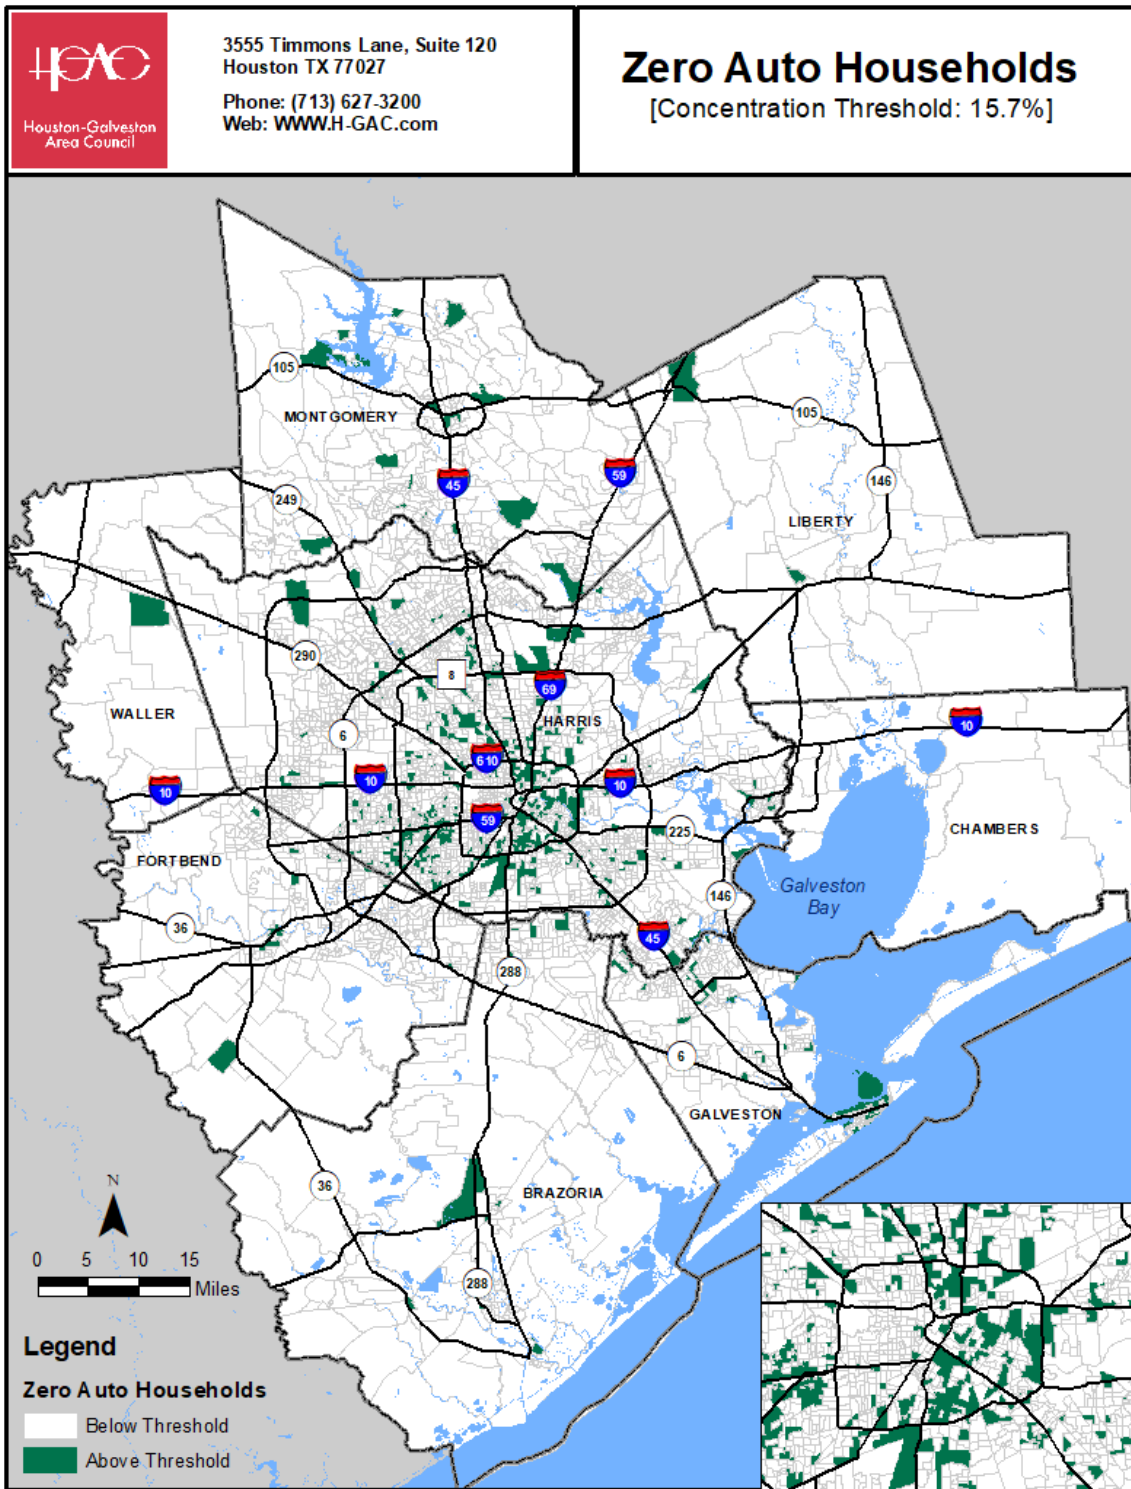 HGAC
Houston-Galveston
Area Council
3555 Timmons Lane, Suite 120
Houston TX 77027
Phone: (713) 627-3200
Web: WWW.H-GAC.com
Zero Auto Households
[Concentration Threshold: 15.7%]
105
MONTGOMERY
105
45
59
146
249
LIBERTY
290
8
69
WALLER
HARRIS
10
6
610
10
10
10
59
225
CHAMBERS
FORT BEND
Galveston
Bay
146
36
45
288
6
GALVESTON
N
36
BRAZORIA
0 5 10 15
Miles
288
Legend
Zero Auto Households
Below Threshold
Above Threshold